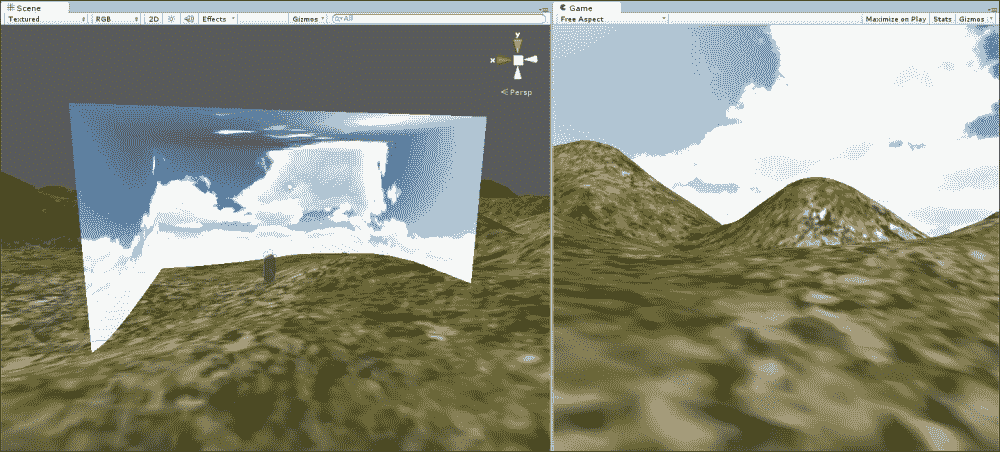 Scene
Textured RGB 2D Effects Gizmos All
y
x
Persp
Game
Free Aspect Maximize on Play Stats Gizmos